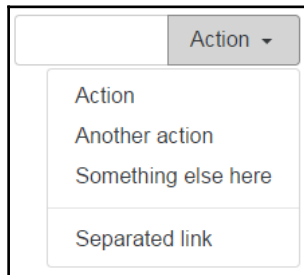 Action
Action
Another action
Something else here
Separated link